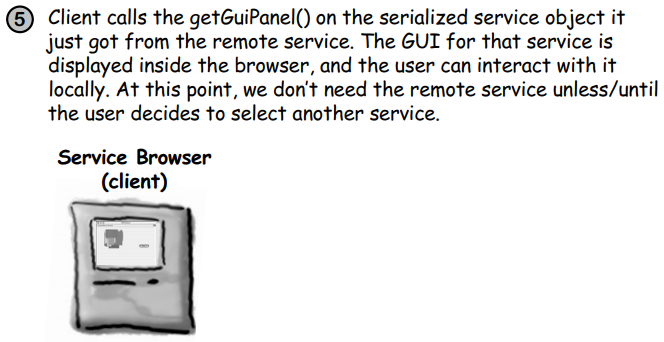 5 Client calls the getGuiPanel() on the serialized service object it
just got from the remote service. The GUI for that service is
displayed inside the browser, and the user can interact with it
locally. At this point, we don't need the remote service unless/until
the user decides to select another service.
Service Browser
(client)